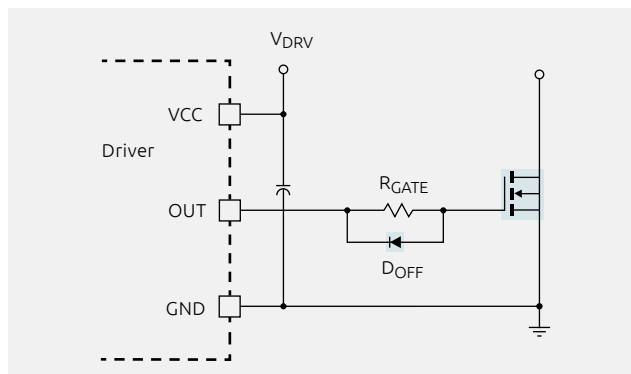 VDRV
VCC
Driver
RGATE
OUT
DOFF
GND